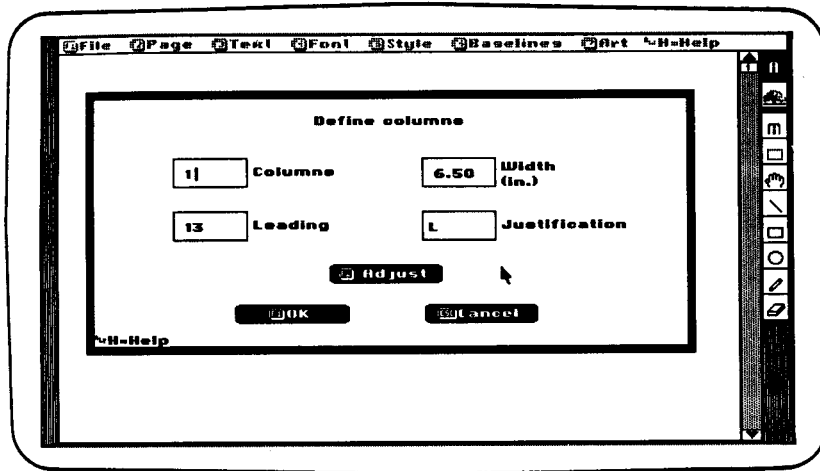 File Page Text Font Style Baselines Art H=Help
A
Define columns
1 Columns
6.50 Width (in.)
13 Leading
L Justification
Adjust
OK
Cancel
H=Help